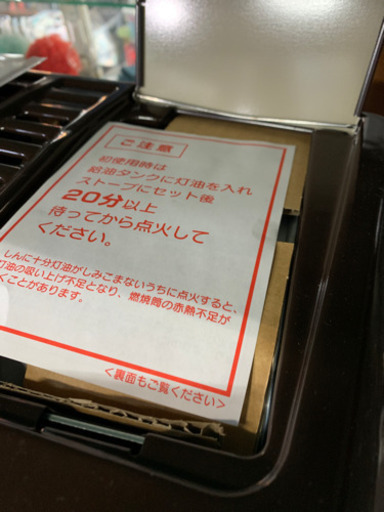 ご注意
初使用時は
給油タンクに灯油を入れ
ストーブにセット後
20分以上
待ってから点火して
ください。
しんに十分灯油がしみこまないうちに点火すると、
灯油の吸い上げ不足となり、燃焼筒の赤熱不足が
くことがあります。
<裏面もご覧ください>